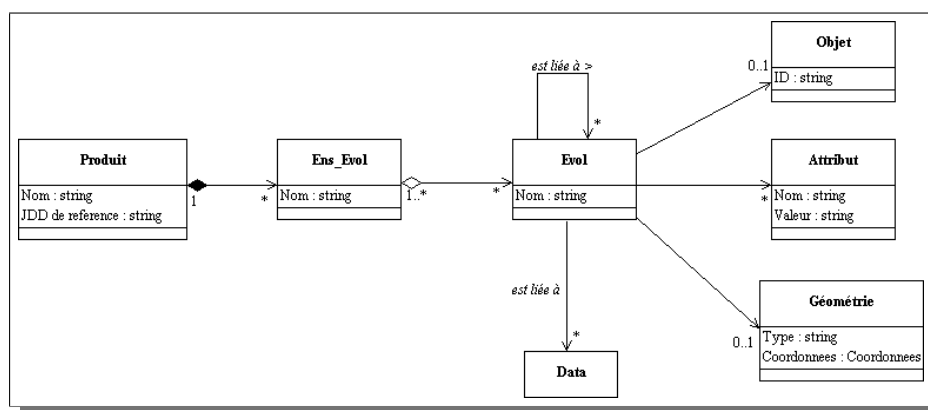 Objet
ID : string
0..1
est liée à >
*
Produit
Nom : string
JDD de reference : string
1
*
Ens_Evol
Nom : string
1..*
*
Evol
Nom : string
Attribut
Nom : string
Valeur : string
*
est liée à
*
Data
Géométrie
Type : string
Coordonnees : Coordonnees
0..1